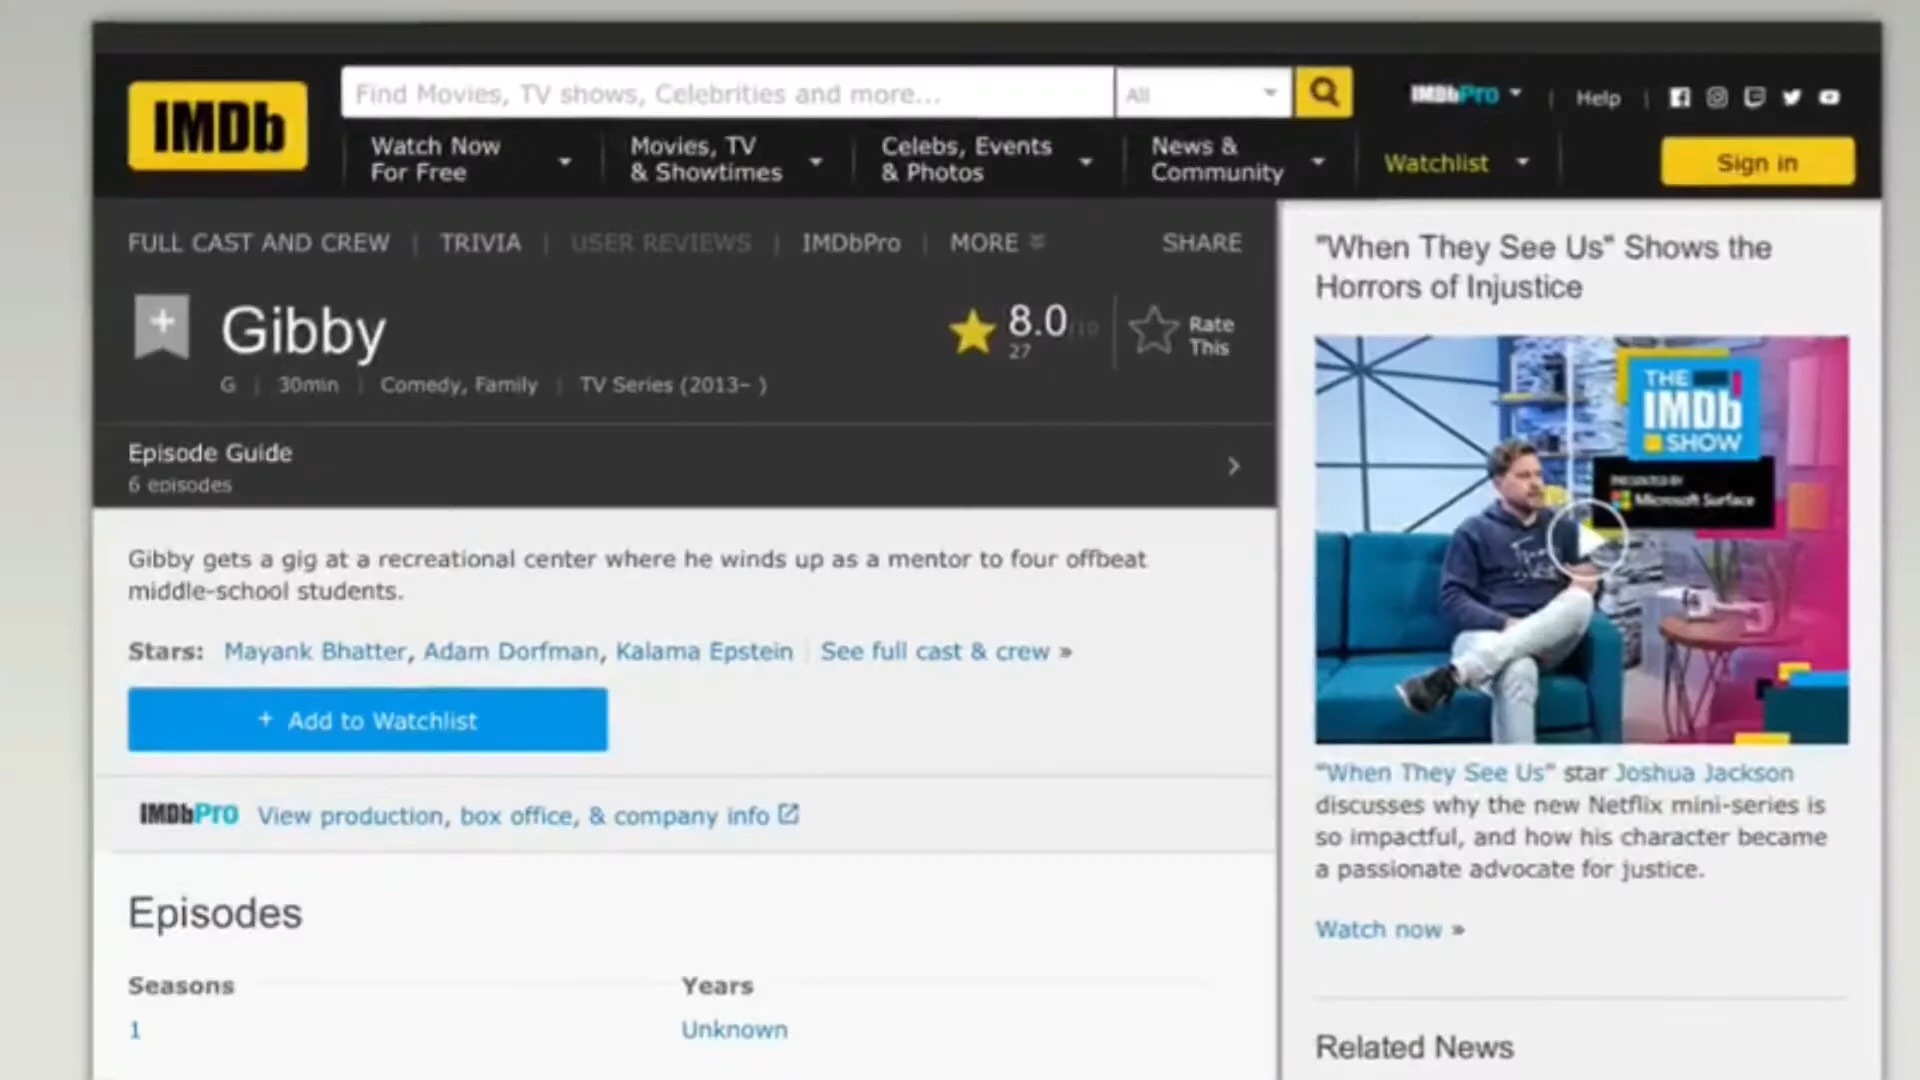 IMDb
Find Movies, TV shows, Celebrities and more...
All
IMDbPro
Help
Watch Now
For Free
Movies, TV
& Showtimes
Celebs, Events
& Photos
News &
Community
Watchlist
Sign in
FULL CAST AND CREW | TRIVIA | USER REVIEWS | IMDbPro | MORE
SHARE
Gibby
8.0/10
27
Rate
This
G | 30min | Comedy, Family | TV Series (2013– )
Episode Guide
6 episodes
Gibby gets a gig at a recreational center where he winds up as a mentor to four offbeat
middle-school students.
Stars: Mayank Bhatter, Adam Dorfman, Kalama Epstein | See full cast & crew »
+ Add to Watchlist
IMDbPro View production, box office, & company info
Episodes
Seasons
Years
1
Unknown
"When They See Us" Shows the
Horrors of Injustice
THE
IMDb
SHOW
PRESENTED BY
Microsoft Surface
"When They See Us" star Joshua Jackson
discusses why the new Netflix mini-series is
so impactful, and how his character became
a passionate advocate for justice.
Watch now »
Related News